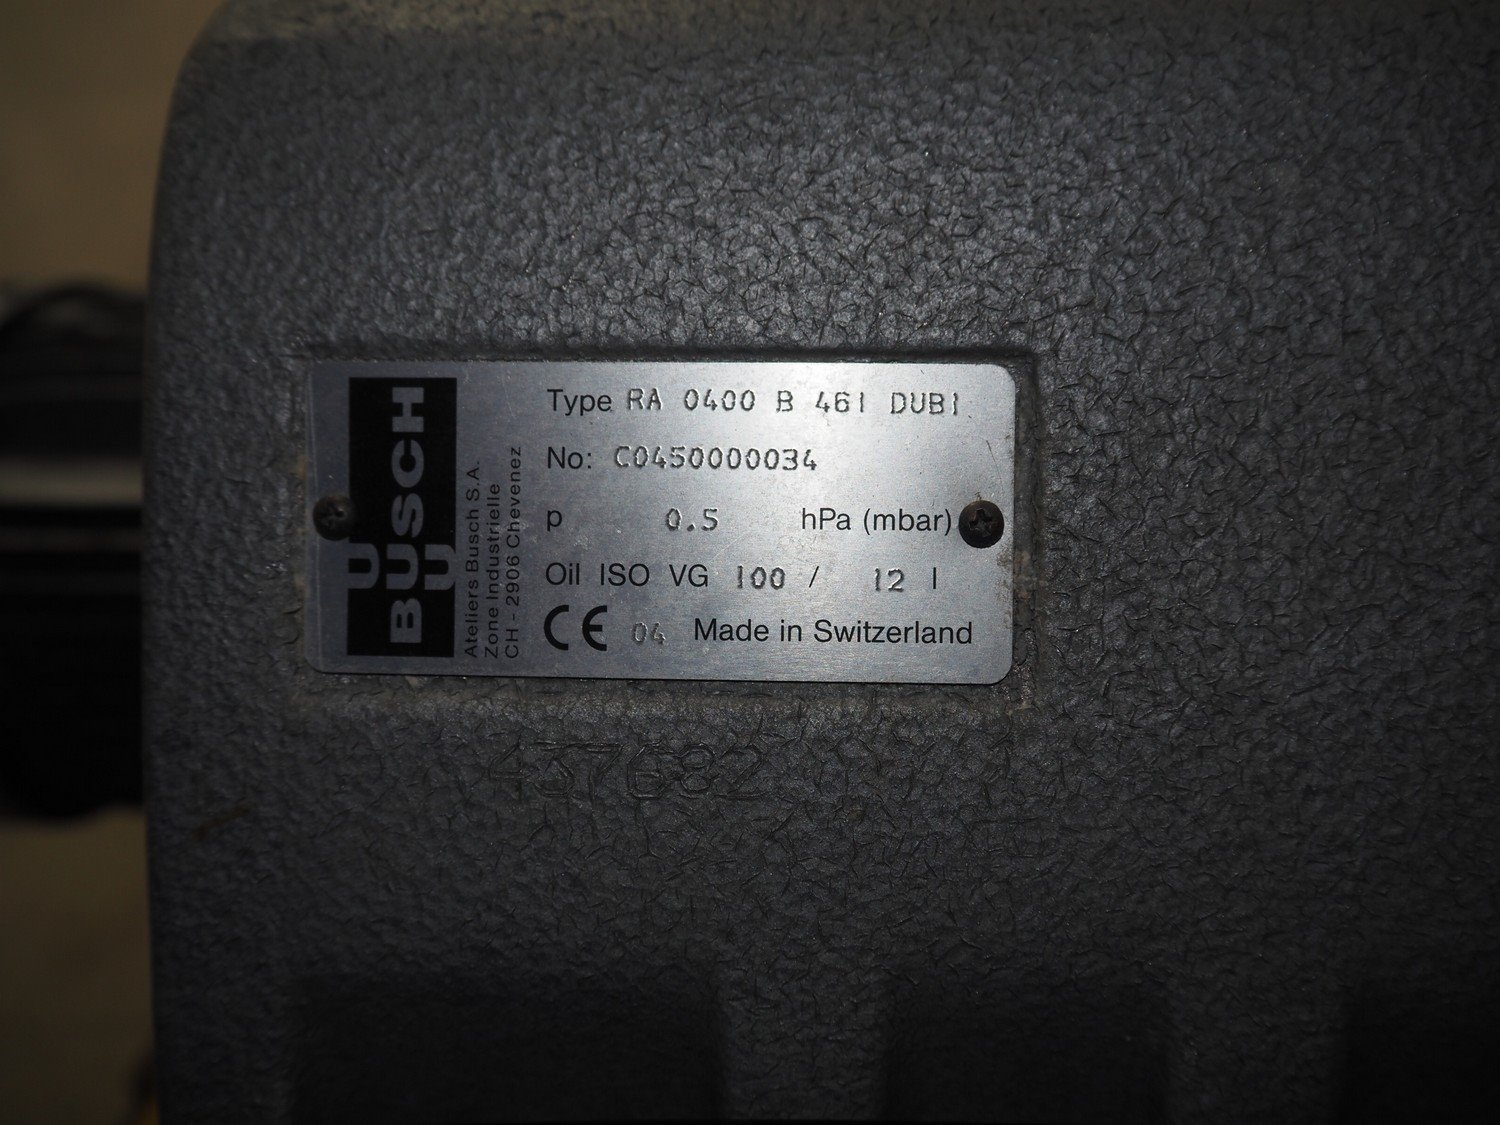 BUSCH
Ateliers Busch S.A.
Zone Industrielle
CH - 2906 Chevenez
Type RA 0400 B 461 DUB1
No: C0450000034
p 0.5 hPa (mbar)
Oil ISO VG 100 / 12 l
CE 04 Made in Switzerland
437682